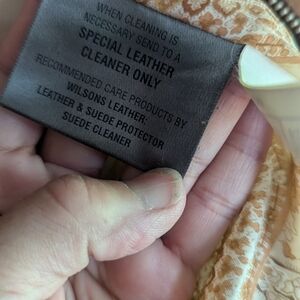 WHEN CLEANING IS
NECESSARY SEND TO A
SPECIAL LEATHER
CLEANER ONLY
RECOMMENDED CARE PRODUCTS BY
WILSONS LEATHER:
LEATHER & SUEDE PROTECTOR
SUEDE CLEANER